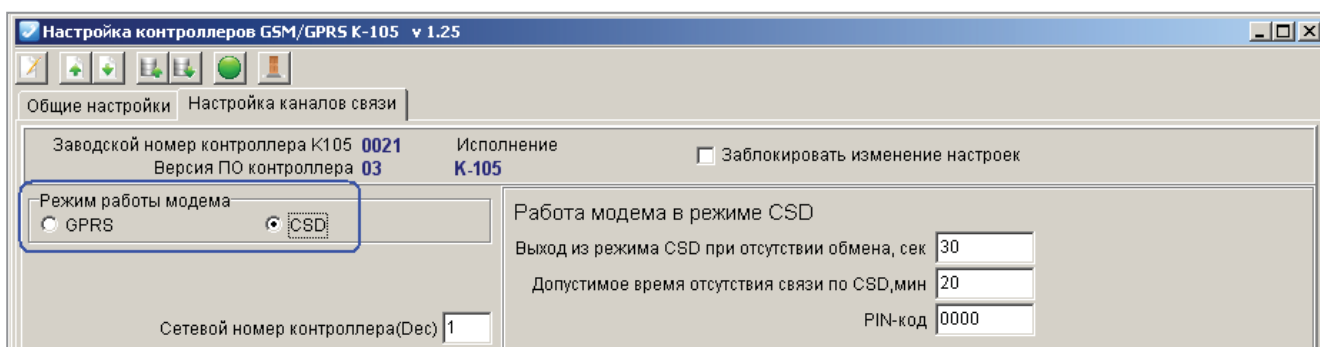 Настройка контроллеров GSM/GPRS K-105 v 1.25
Общие настройки Настройка каналов связи
Заводской номер контроллера К105 0021 Исполнение
Заблокировать изменение настроек
Версия ПО контроллера 03 K-105
Режим работы модема
GPRS CSD
Работа модема в режиме CSD
Выход из режима CSD при отсутствии обмена, сек 30
Допустимое время отсутствия связи по CSD,мин 20
PIN-код 0000
Сетевой номер контроллера(Dec) 1